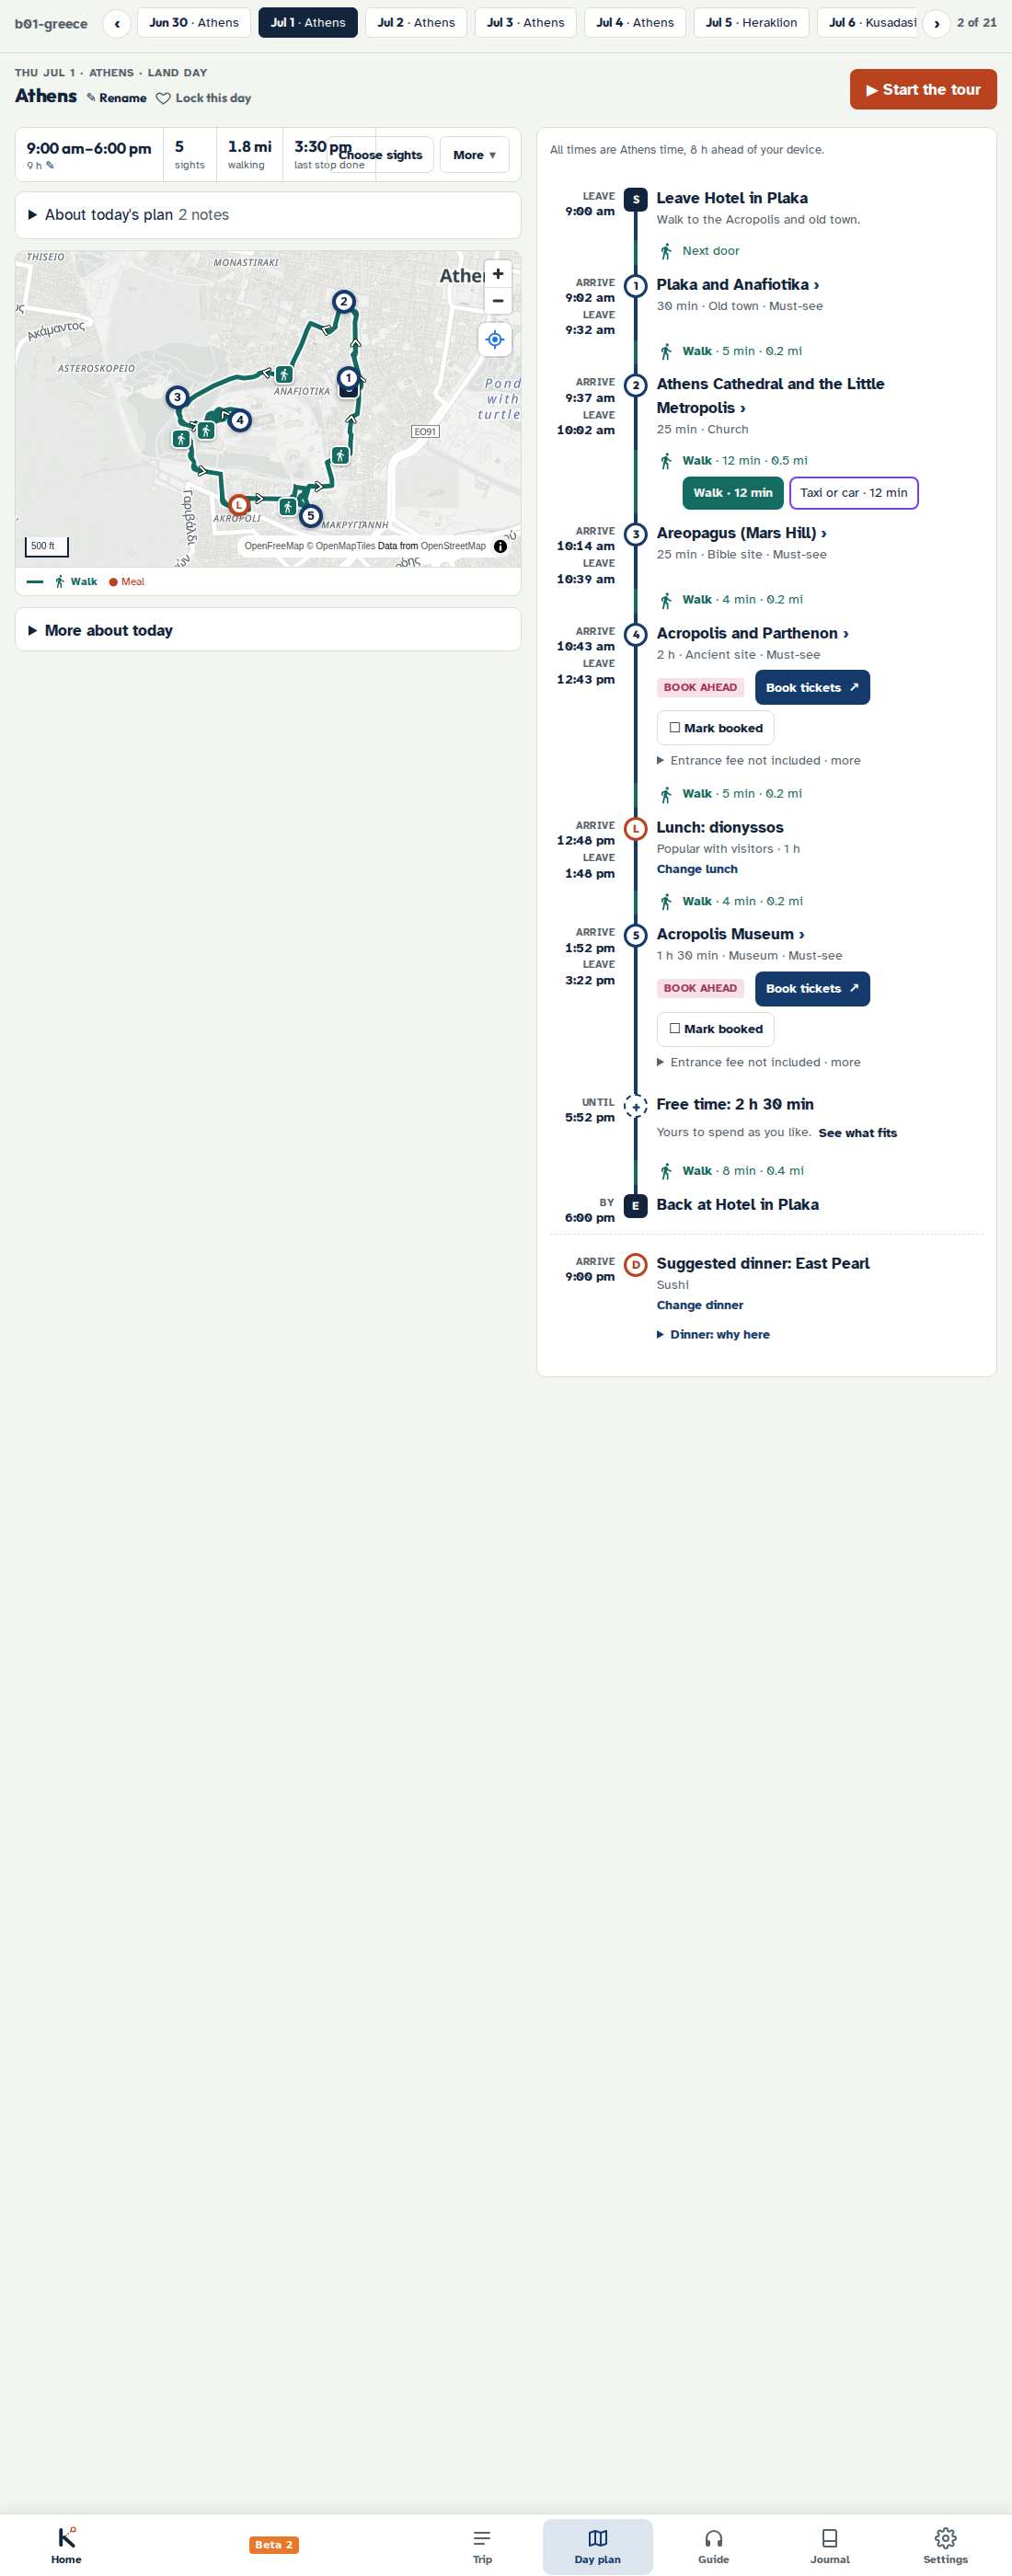 b01-greece
‹
Jun 30 · Athens
Jul 1 · Athens
Jul 2 · Athens
Jul 3 · Athens
Jul 4 · Athens
Jul 5 · Heraklion
Jul 6 · Kusadasi
›
2 of 21
THU JUL 1 · ATHENS · LAND DAY
Athens
✎ Rename
Lock this day
▶ Start the tour
9:00 am–6:00 pm
9 h ✎
5
sights
1.8 mi
walking
3:30 pm
last stop done
Choose sights
More ▾
▶ About today's plan 2 notes
THISEIO
MONASTIRAKI
Ακάμαντος
ASTEROSKOPEIO
ANAFIOTIKA
Pond
with
turtle
EO91
Γαριβάλδι
AKROPOLI
ΜΑΚΡΥΓΙΑΝΝΗ
+
−
1
2
3
4
5
L
500 ft
OpenFreeMap © OpenMapTiles Data from OpenStreetMap
Walk
Meal
▶ More about today
All times are Athens time, 8 h ahead of your device.
LEAVE
9:00 am
S
Leave Hotel in Plaka
Walk to the Acropolis and old town.
Next door
ARRIVE
9:02 am
LEAVE
9:32 am
1
Plaka and Anafiotika ›
30 min · Old town · Must-see
Walk · 5 min · 0.2 mi
ARRIVE
9:37 am
LEAVE
10:02 am
2
Athens Cathedral and the Little
Metropolis ›
25 min · Church
Walk · 12 min · 0.5 mi
Walk · 12 min
Taxi or car · 12 min
ARRIVE
10:14 am
LEAVE
10:39 am
3
Areopagus (Mars Hill) ›
25 min · Bible site · Must-see
Walk · 4 min · 0.2 mi
ARRIVE
10:43 am
LEAVE
12:43 pm
4
Acropolis and Parthenon ›
2 h · Ancient site · Must-see
BOOK AHEAD
Book tickets ↗
☐ Mark booked
▶ Entrance fee not included · more
Walk · 5 min · 0.2 mi
ARRIVE
12:48 pm
LEAVE
1:48 pm
L
Lunch: dionyssos
Popular with visitors · 1 h
Change lunch
Walk · 4 min · 0.2 mi
ARRIVE
1:52 pm
LEAVE
3:22 pm
5
Acropolis Museum ›
1 h 30 min · Museum · Must-see
BOOK AHEAD
Book tickets ↗
☐ Mark booked
▶ Entrance fee not included · more
UNTIL
5:52 pm
+
Free time: 2 h 30 min
Yours to spend as you like. See what fits
Walk · 8 min · 0.4 mi
BY
6:00 pm
E
Back at Hotel in Plaka
ARRIVE
9:00 pm
D
Suggested dinner: East Pearl
Sushi
Change dinner
▶ Dinner: why here
Home
Beta 2
Trip
Day plan
Guide
Journal
Settings